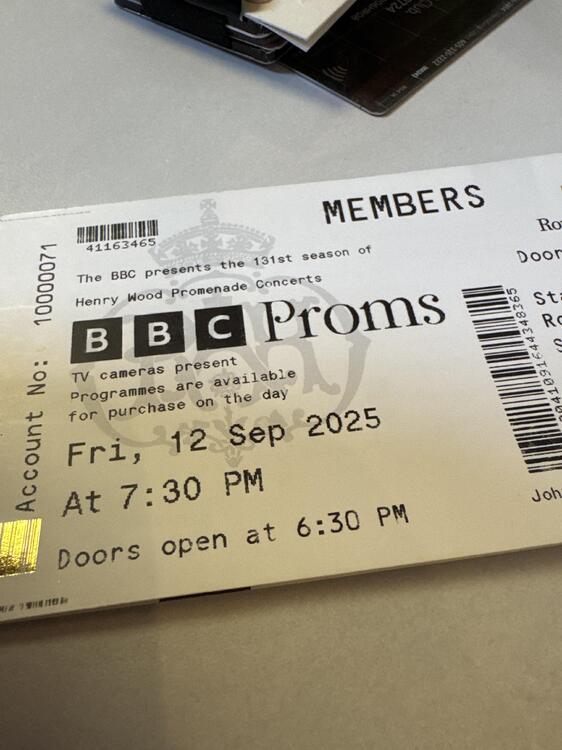 MEMBERS
41163465
The BBC presents the 131st season of
Henry Wood Promenade Concerts
BBC Proms
TV cameras present
Programmes are available
for purchase on the day
Fri, 12 Sep 2025
At 7:30 PM
Doors open at 6:30 PM
Account No: 10000071
Door